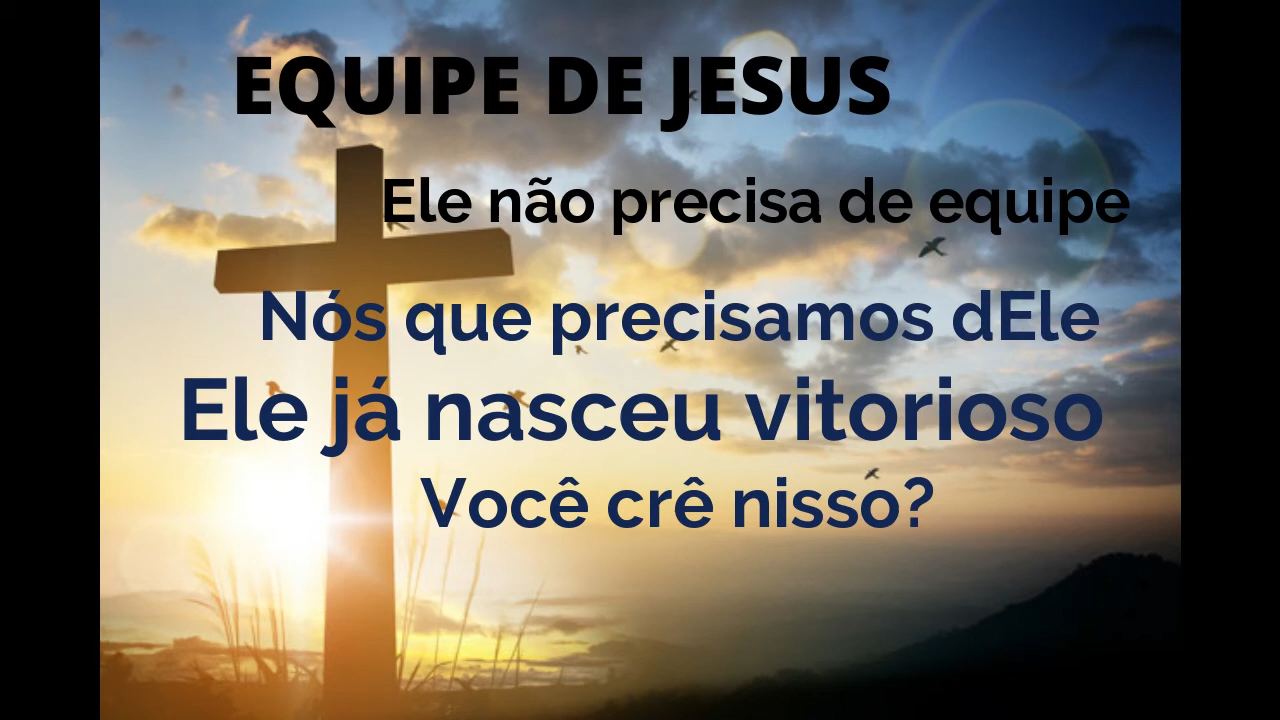 EQUIPE DE JESUS
Ele não precisa de equipe
Nós que precisamos dEle
Ele já nasceu vitorioso
Você crê nisso?